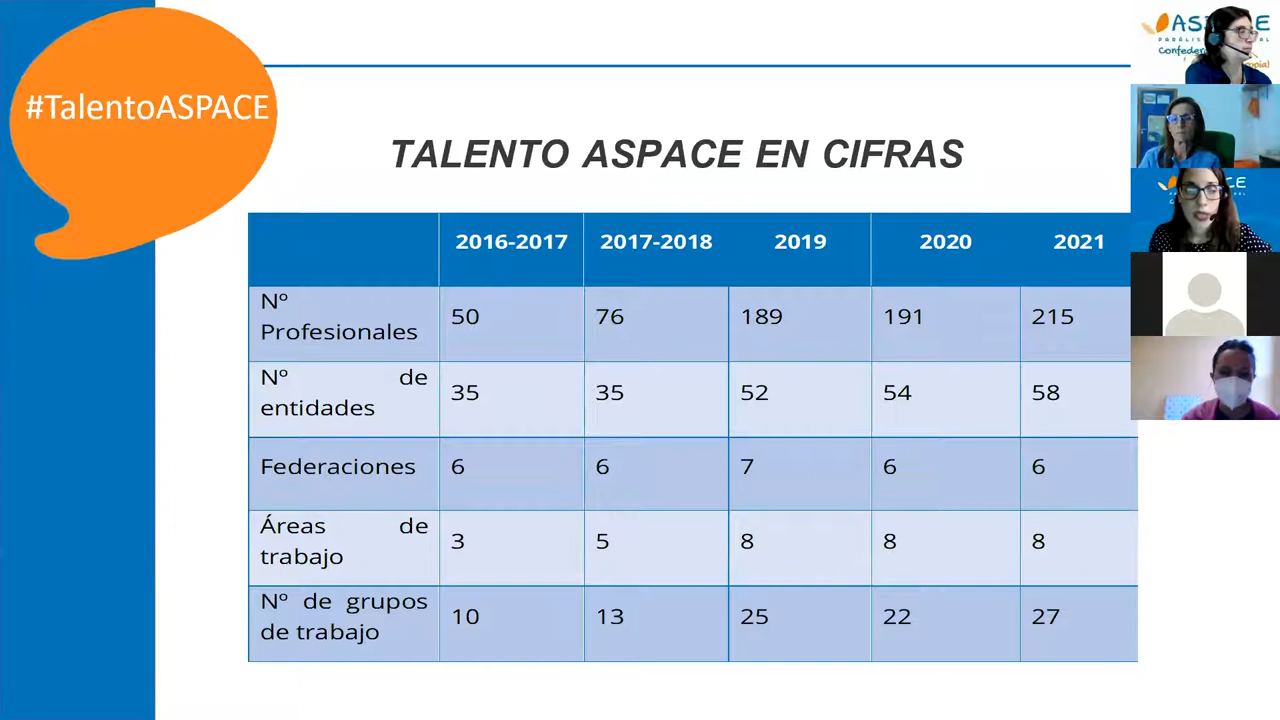 #TalentoASPACE
TALENTO ASPACE EN CIFRAS
2016-2017 2017-2018 2019 2020 2021
Nº
Profesionales
50 76 189 191 215
Nº de
entidades
35 35 52 54 58
Federaciones 6 6 7 6 6
Áreas de
trabajo
3 5 8 8 8
Nº de grupos
de trabajo
10 13 25 22 27